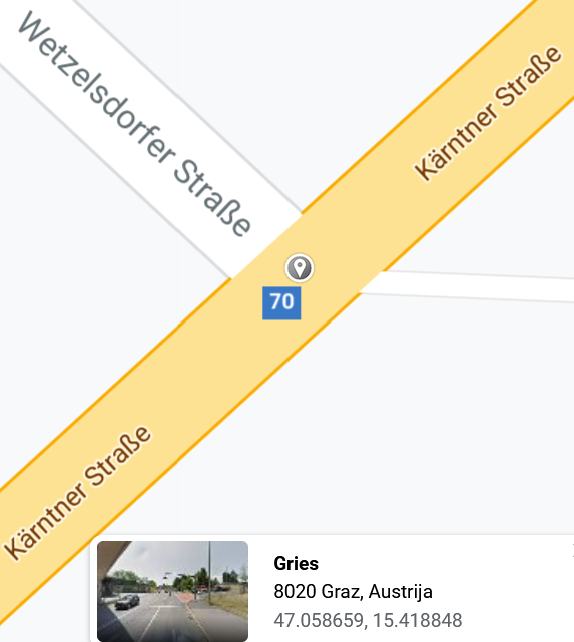 Wetzelsdorfer Straße
Kärntner Straße
70
Kärntner Straße
Gries
8020 Graz, Austrija
47.058659, 15.418848